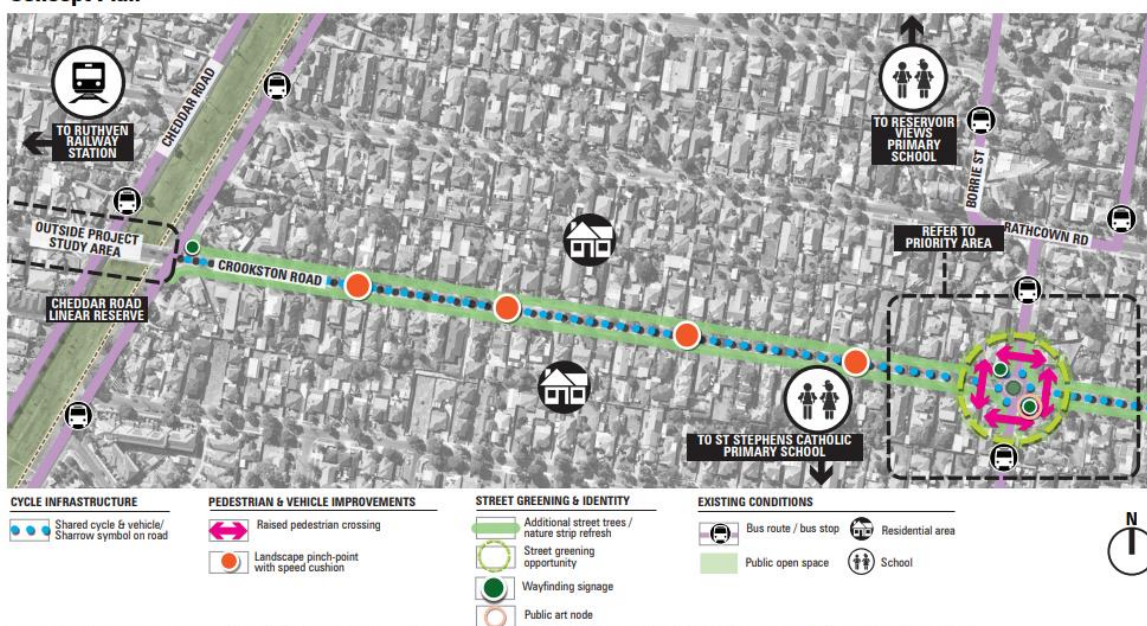 Concept Plan
CHEDDAR ROAD
TO RUTHVEN
RAILWAY
STATION
TO RESERVOIR
VIEWS
PRIMARY
SCHOOL
BORRIE ST
OUTSIDE PROJECT
STUDY AREA
REFER TO
PRIORITY AREA
RATHCOWN RD
CROOKSTON ROAD
CHEDDAR ROAD
LINEAR RESERVE
TO ST STEPHENS CATHOLIC
PRIMARY SCHOOL
CYCLE INFRASTRUCTURE
Shared cycle & vehicle/
Sharrow symbol on road
PEDESTRIAN & VEHICLE IMPROVEMENTS
Raised pedestrian crossing
Landscape pinch-point
with speed cushion
STREET GREENING & IDENTITY
Additional street trees /
nature strip refresh
Street greening
opportunity
Wayfinding signage
Public art node
EXISTING CONDITIONS
Bus route / bus stop
Residential area
Public open space
School
N